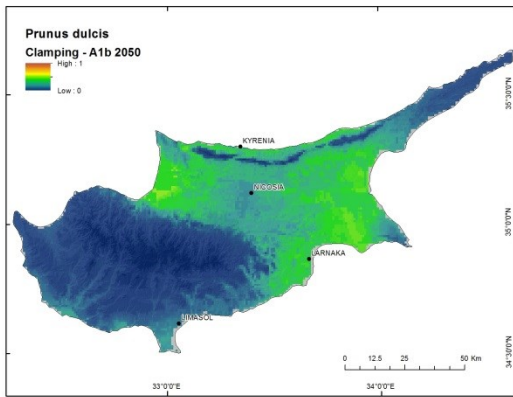 Prunus dulcis
Clamping - A1b 2050
High : 1
Low : 0
KYRENIA
NICOSIA
LARNAKA
LIMASOL
35°30'0"N
35°0'0"N
34°30'0"N
0 12.5 25 50 Km
33°0'0"E 34°0'0"E